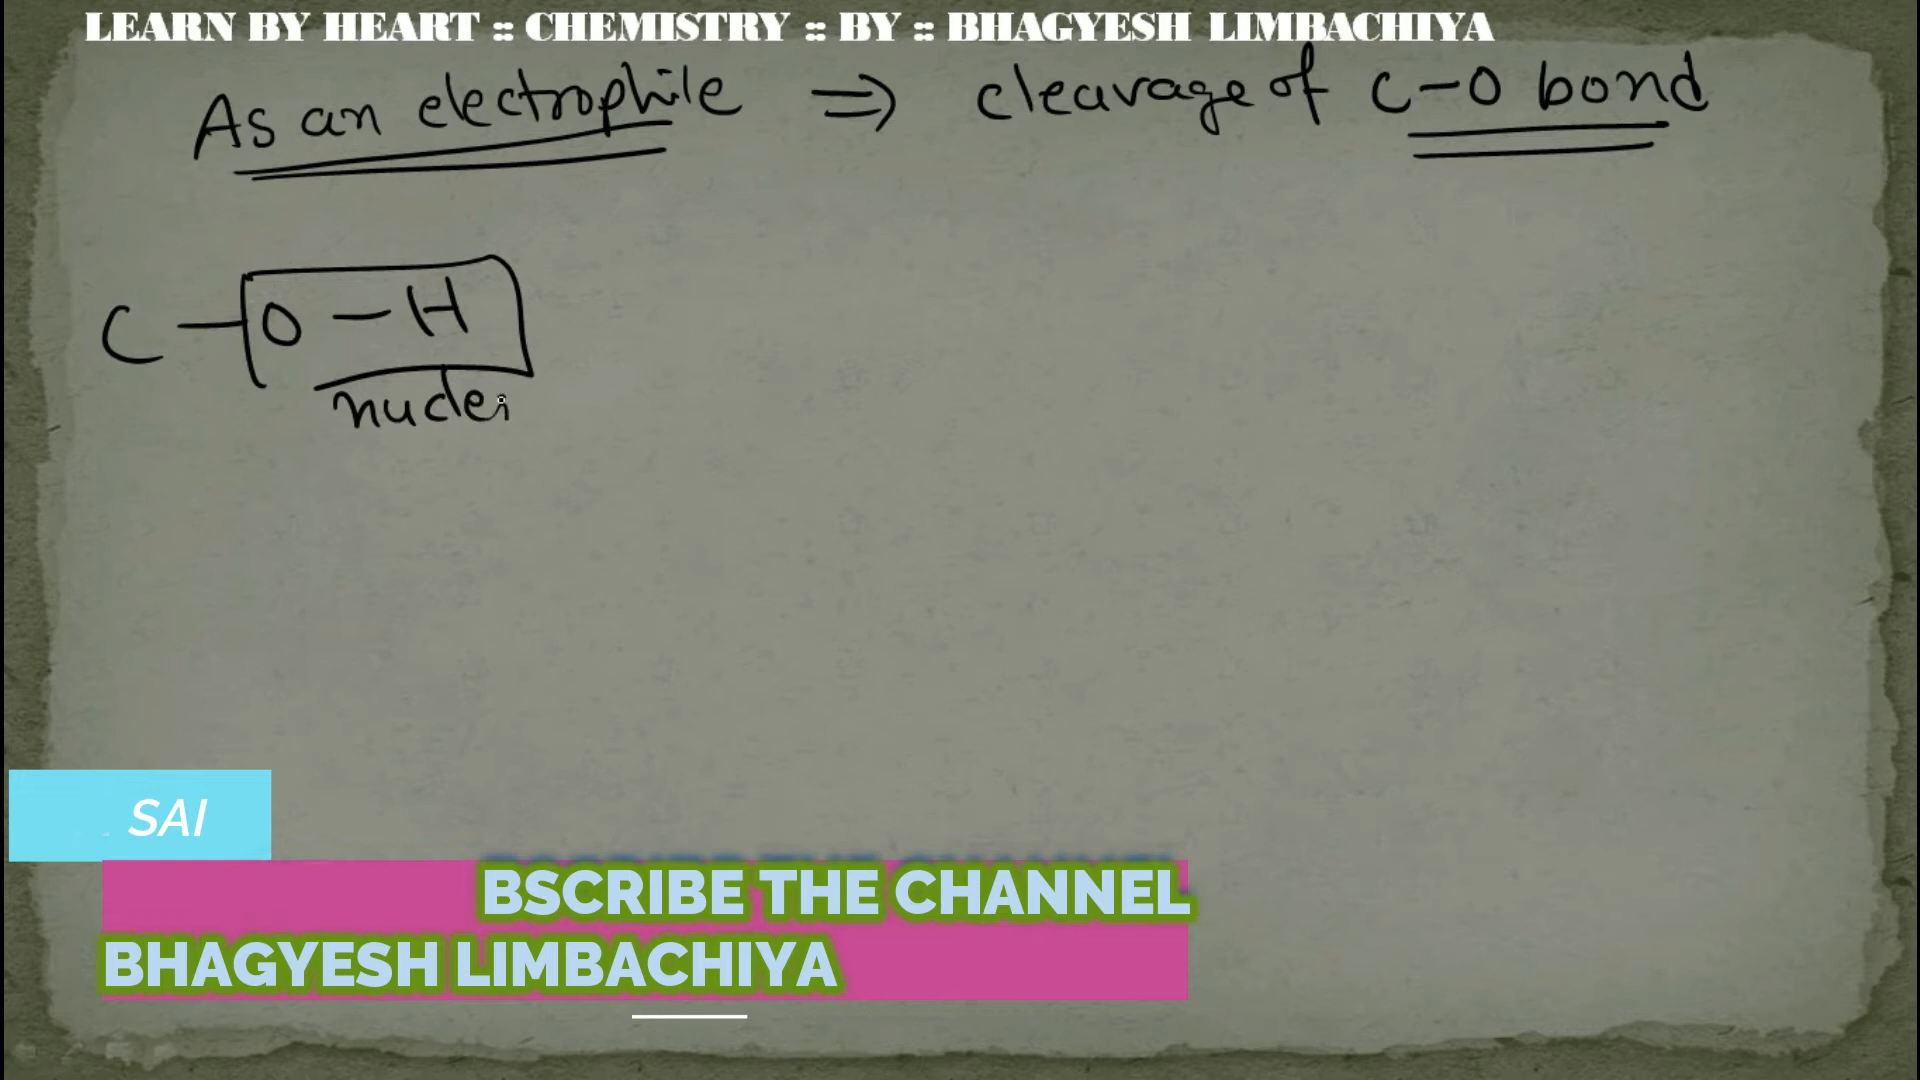 LEARN BY HEART :: CHEMISTRY :: BY :: BHAGYESH LIMBACHIYA
As an electrophile ⇒ cleavage of C–O bond
C – O – H
nuclei
SAI
BSCRIBE THE CHANNEL
BHAGYESH LIMBACHIYA